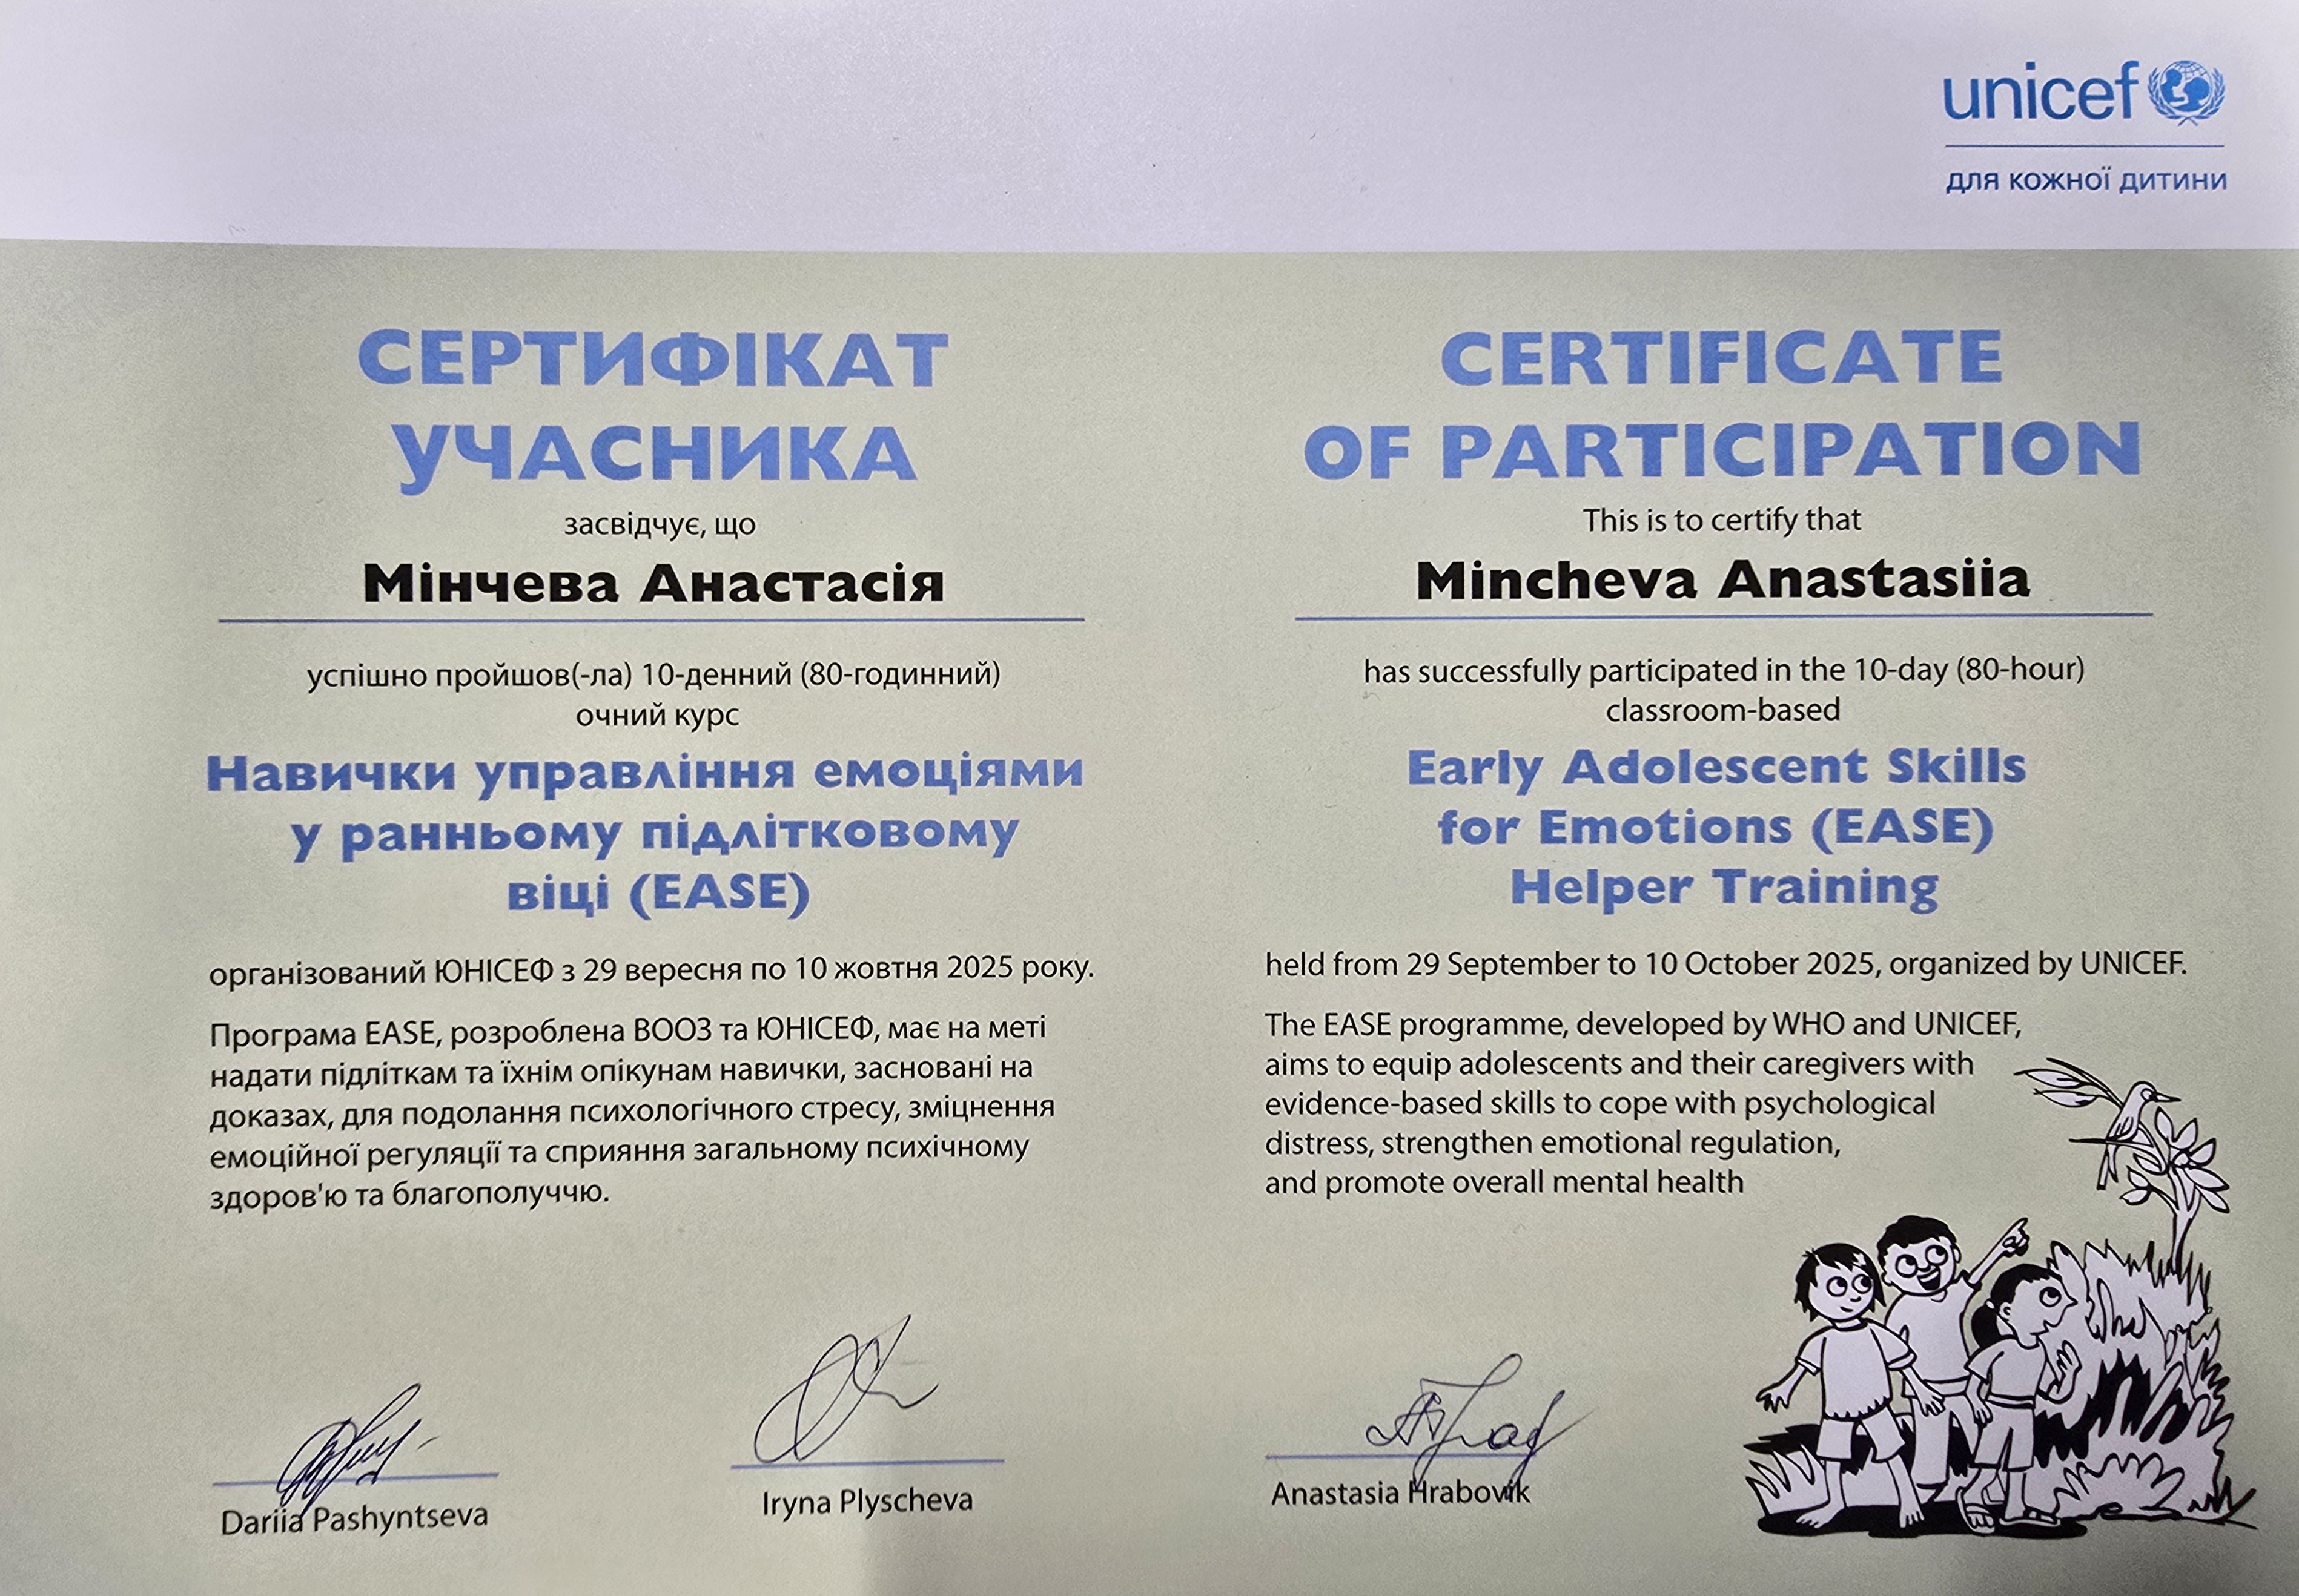 unicef
для кожної дитини
СЕРТИФІКАТ
УЧАСНИКА
засвідчує, що
Мінчева Анастасія
успішно пройшов(-ла) 10-денний (80-годинний)
очний курс
Навички управління емоціями
у ранньому підлітковому
віці (EASE)
організований ЮНІСЕФ з 29 вересня по 10 жовтня 2025 року.
Програма EASE, розроблена ВООЗ та ЮНІСЕФ, має на меті
надати підліткам та їхнім опікунам навички, засновані на
доказах, для подолання психологічного стресу, зміцнення
емоційної регуляції та сприяння загальному психічному
здоров'ю та благополуччю.
CERTIFICATE
OF PARTICIPATION
This is to certify that
Mincheva Anastasiia
has successfully participated in the 10-day (80-hour)
classroom-based
Early Adolescent Skills
for Emotions (EASE)
Helper Training
held from 29 September to 10 October 2025, organized by UNICEF.
The EASE programme, developed by WHO and UNICEF,
aims to equip adolescents and their caregivers with
evidence-based skills to cope with psychological
distress, strengthen emotional regulation,
and promote overall mental health
Dariia Pashyntseva
Iryna Plyscheva
Anastasia Hrabovik